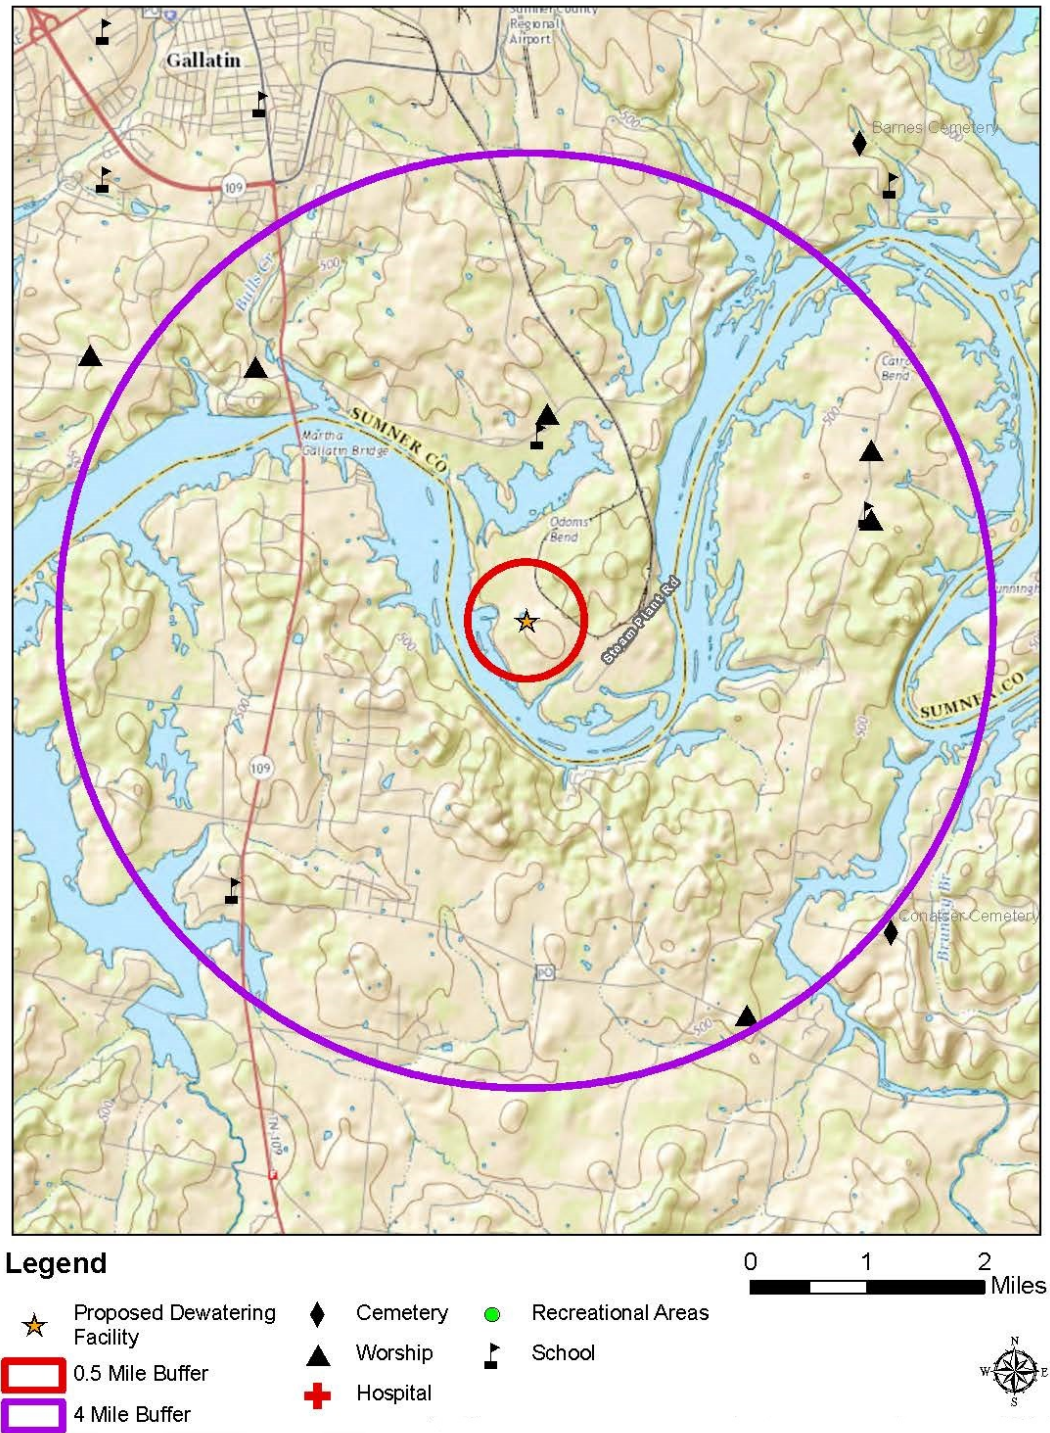 Sumner County
Regional
Airport
Gallatin
500
Barnes Cemetery
109
500
Bulls Cr
Cairo
Bend
500
SUMNER CO
Martha
Gallatin Bridge
500
Odoms
Bend
Steam Plant Rd
500
500
SUMNER CO
500
109
Conatser Cemetery
PO
500
500
TN-109
Legend
0 1 2
Miles
Proposed Dewatering
Facility
Cemetery
Recreational Areas
Worship
School
0.5 Mile Buffer
Hospital
4 Mile Buffer
N
W E
S